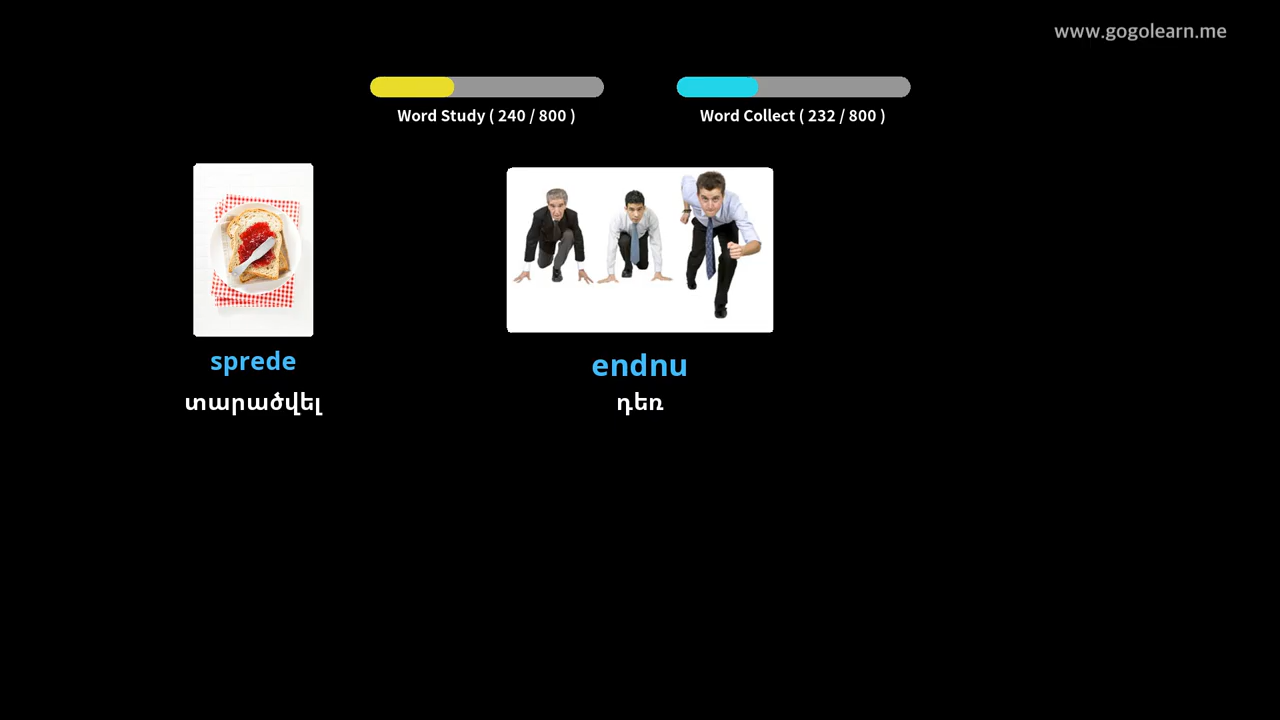 www.gogolearn.me
Word Study ( 240 / 800 )
Word Collect ( 232 / 800 )
sprede
տարածվել
endnu
դեռ